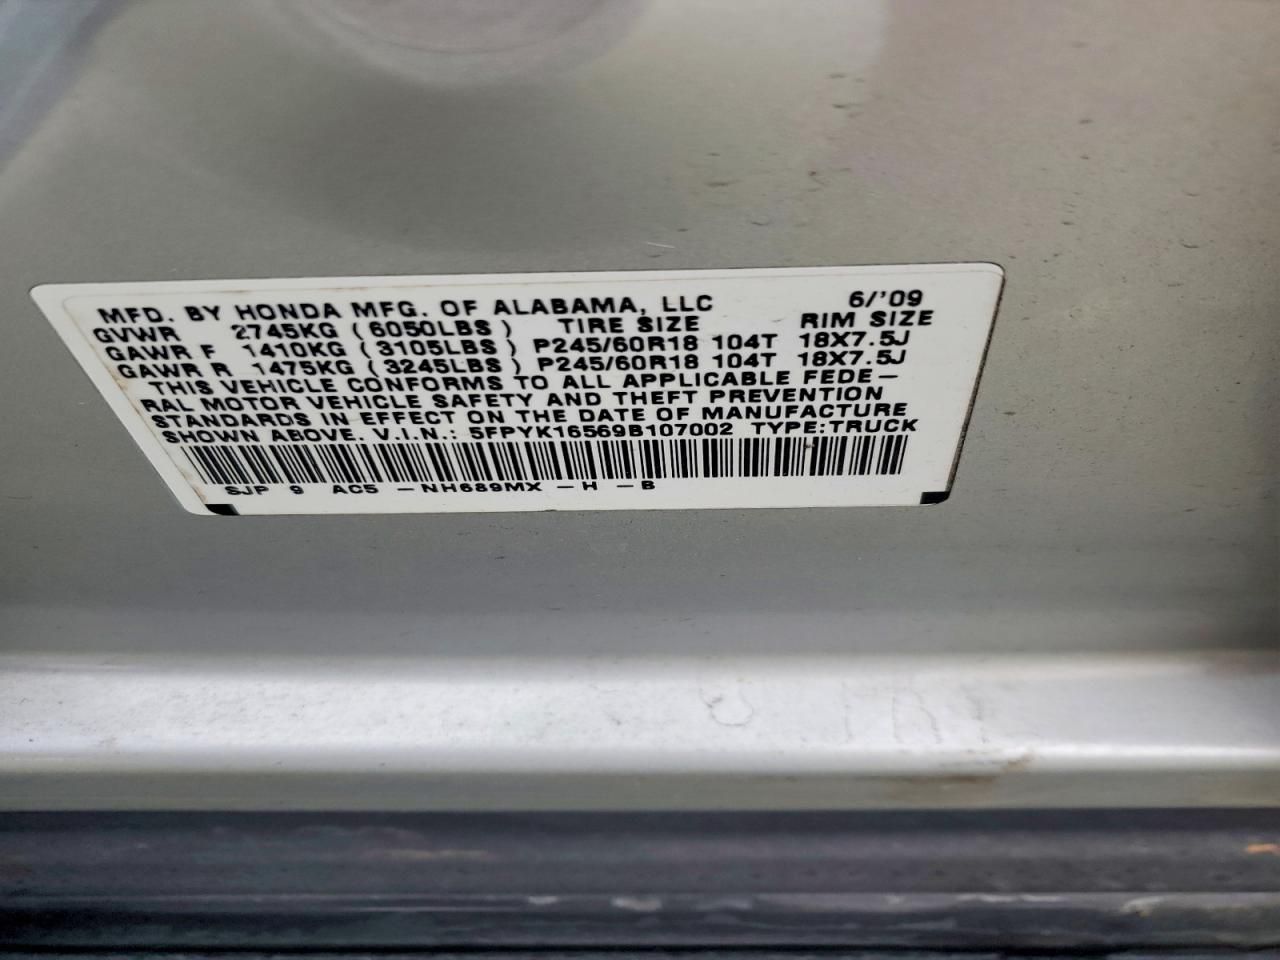 MFD. BY HONDA MFG. OF ALABAMA, LLC 6/'09
GVWR 2745KG (6050LBS) TIRE SIZE RIM SIZE
GAWR F 1410KG (3105LBS) P245/60R18 104T 18X7.5J
GAWR R 1475KG (3245LBS) P245/60R18 104T 18X7.5J
THIS VEHICLE CONFORMS TO ALL APPLICABLE FEDE-
RAL MOTOR VEHICLE SAFETY AND THEFT PREVENTION
STANDARDS IN EFFECT ON THE DATE OF MANUFACTURE
SHOWN ABOVE. V.I.N.: 5FPYK16569B107002 TYPE:TRUCK
SJP 9 AC5 -NH689MX -H -B